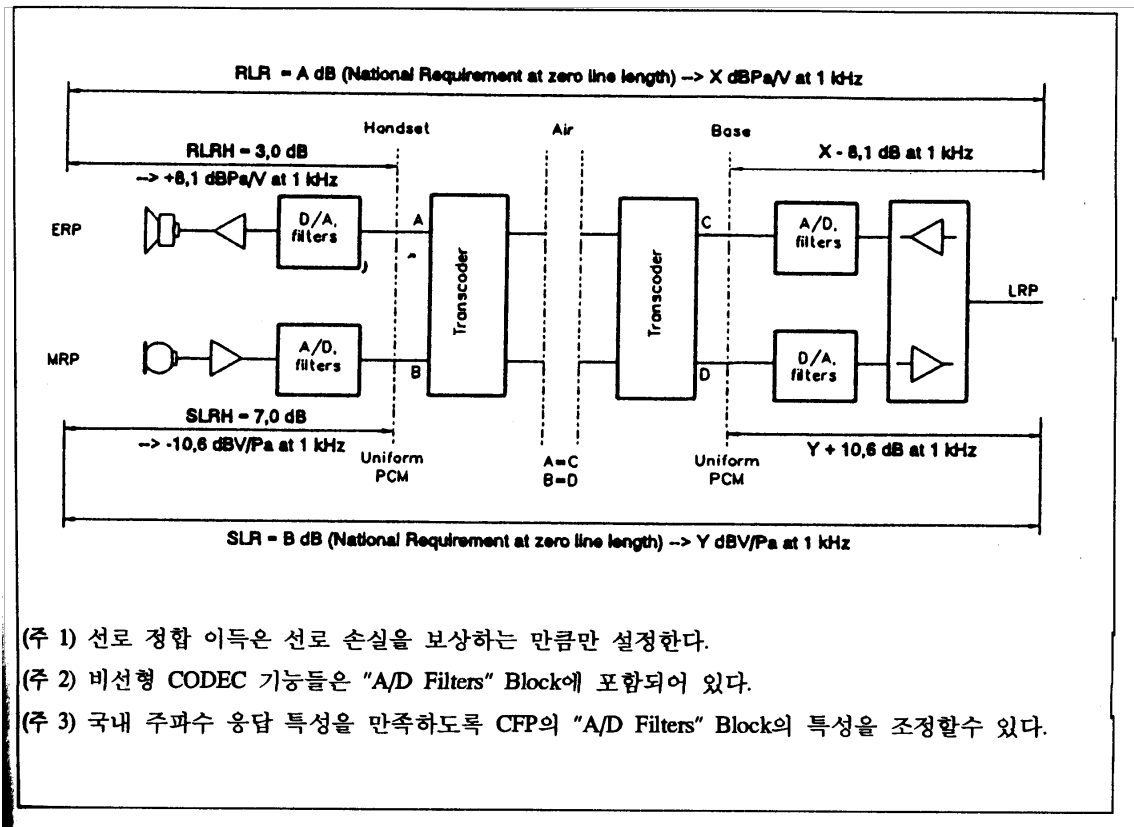 RLR = A dB (National Requirement at zero line length) --> X dBPa/V at 1 kHz
Handset
Air
Base
RLRH = 3,0 dB
--> +8,1 dBPa/V at 1 kHz
X - 8,1 dB at 1 kHz
ERP
D/A,
filters
A
Transcoder
Transcoder
C
A/D,
filters
LRP
MRP
A/D,
filters
B
D
D/A,
filters
SLRH = 7,0 dB
--> -10,6 dBV/Pa at 1 kHz
Y + 10,6 dB at 1 kHz
Uniform
PCM
A=C
B=D
Uniform
PCM
SLR = B dB (National Requirement at zero line length) --> Y dBV/Pa at 1 kHz
(주 1) 선로 정합 이득은 선로 손실을 보상하는 만큼만 설정한다.
(주 2) 비선형 CODEC 기능들은 "A/D Filters" Block에 포함되어 있다.
(주 3) 국내 주파수 응답 특성을 만족하도록 CFP의 "A/D Filters" Block의 특성을 조정할수 있다.